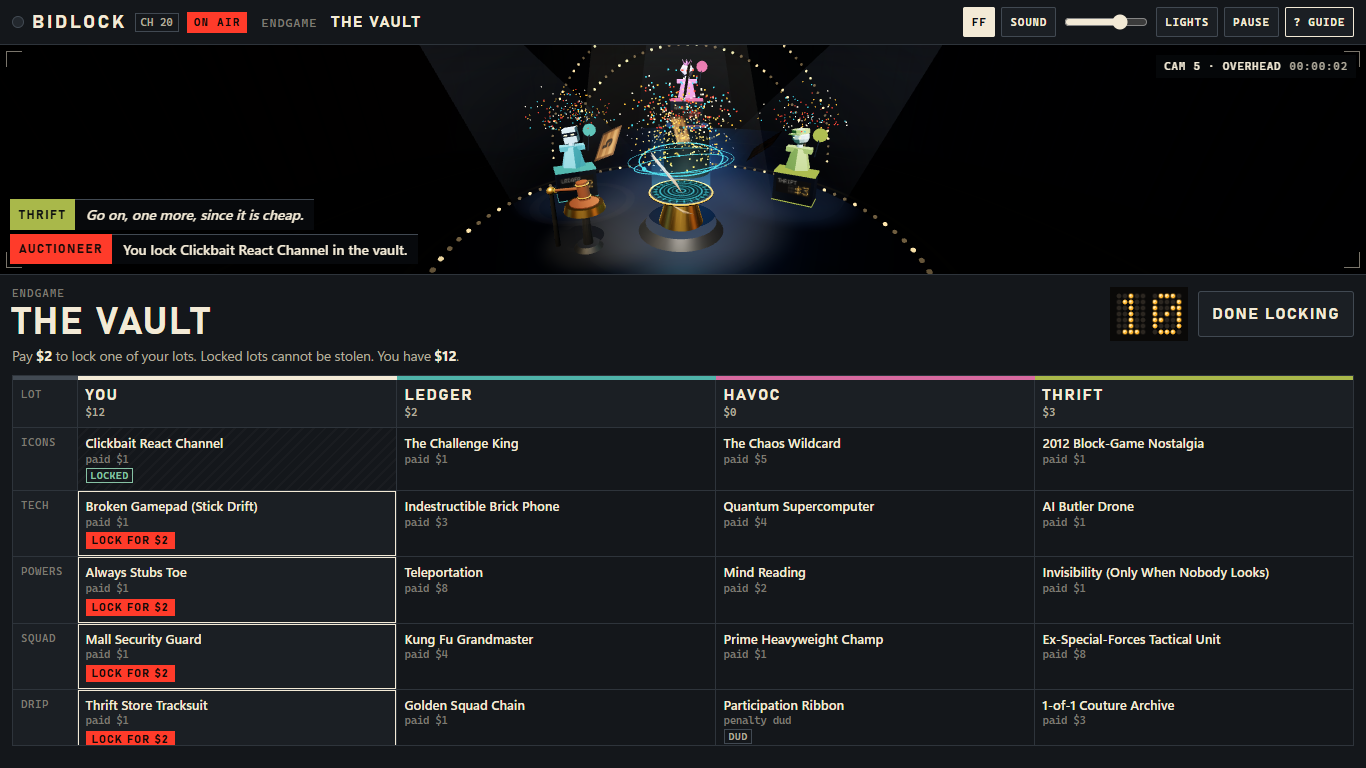 BIDLOCK CH 20 ON AIR ENDGAME THE VAULT FF SOUND LIGHTS PAUSE ? GUIDE
CAM 5 · OVERHEAD 00:00:02
THRIFT
THRIFT Go on, one more, since it is cheap.
AUCTIONEER You lock Clickbait React Channel in the vault.
ENDGAME
THE VAULT
10 DONE LOCKING
Pay $2 to lock one of your lots. Locked lots cannot be stolen. You have $12.
LOT YOU LEDGER HAVOC THRIFT
$12 $2 $0 $3
ICONS Clickbait React Channel The Challenge King The Chaos Wildcard 2012 Block-Game Nostalgia
paid $1 paid $1 paid $5 paid $1
LOCKED
TECH Broken Gamepad (Stick Drift) Indestructible Brick Phone Quantum Supercomputer AI Butler Drone
paid $1 paid $3 paid $4 paid $1
LOCK FOR $2
POWERS Always Stubs Toe Teleportation Mind Reading Invisibility (Only When Nobody Looks)
paid $1 paid $8 paid $2 paid $1
LOCK FOR $2
SQUAD Mall Security Guard Kung Fu Grandmaster Prime Heavyweight Champ Ex-Special-Forces Tactical Unit
paid $1 paid $4 paid $1 paid $8
LOCK FOR $2
DRIP Thrift Store Tracksuit Golden Squad Chain Participation Ribbon 1-of-1 Couture Archive
paid $1 paid $1 penalty dud paid $3
LOCK FOR $2 DUD